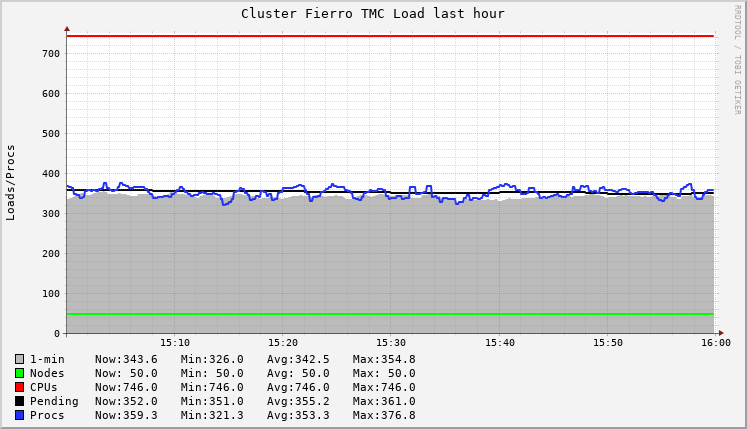 Cluster Fierro TMC Load last hour
RRDTOOL / TOBI OETIKER
Loads/Procs
700
600
500
400
300
200
100
0
15:10 15:20 15:30 15:40 15:50 16:00
1-min Now:343.6 Min:326.0 Avg:342.5 Max:354.8
Nodes Now: 50.0 Min: 50.0 Avg: 50.0 Max: 50.0
CPUs Now:746.0 Min:746.0 Avg:746.0 Max:746.0
Pending Now:352.0 Min:351.0 Avg:355.2 Max:361.0
Procs Now:359.3 Min:321.3 Avg:353.3 Max:376.8